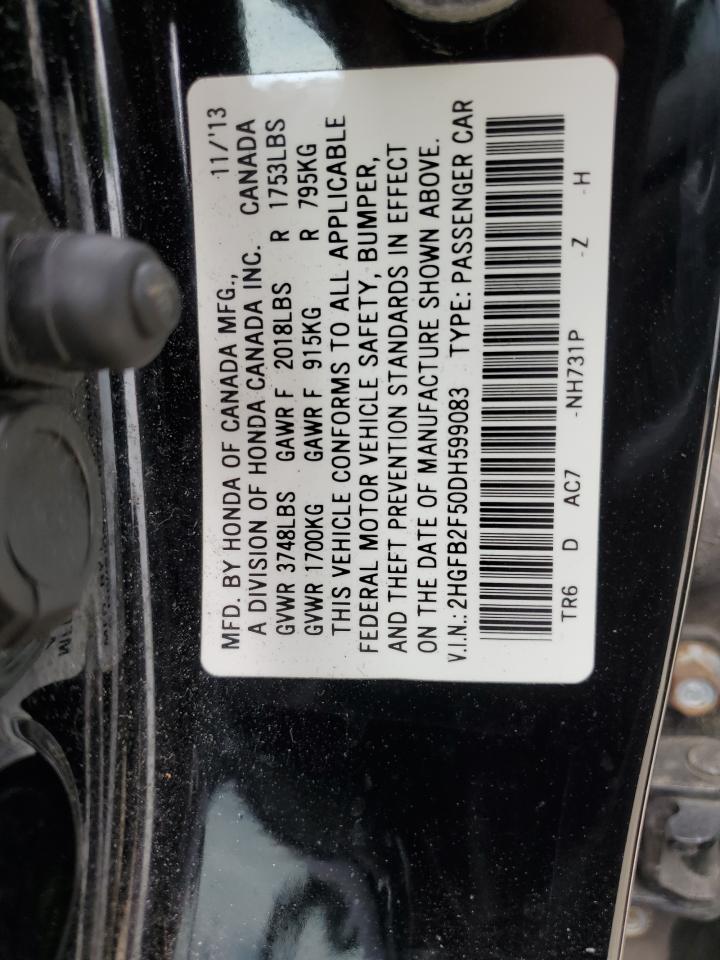 11/'13
MFD. BY HONDA OF CANADA MFG.,
A DIVISION OF HONDA CANADA INC. CANADA
GVWR 3748LBS GAWR F 2018LBS R 1753LBS
GVWR 1700KG GAWR F 915KG R 795KG
THIS VEHICLE CONFORMS TO ALL APPLICABLE
FEDERAL MOTOR VEHICLE SAFETY, BUMPER,
AND THEFT PREVENTION STANDARDS IN EFFECT
ON THE DATE OF MANUFACTURE SHOWN ABOVE.
V.I.N.: 2HGFB2F50DH599083 TYPE: PASSENGER CAR
TR6 D AC7 -NH731P -Z -H